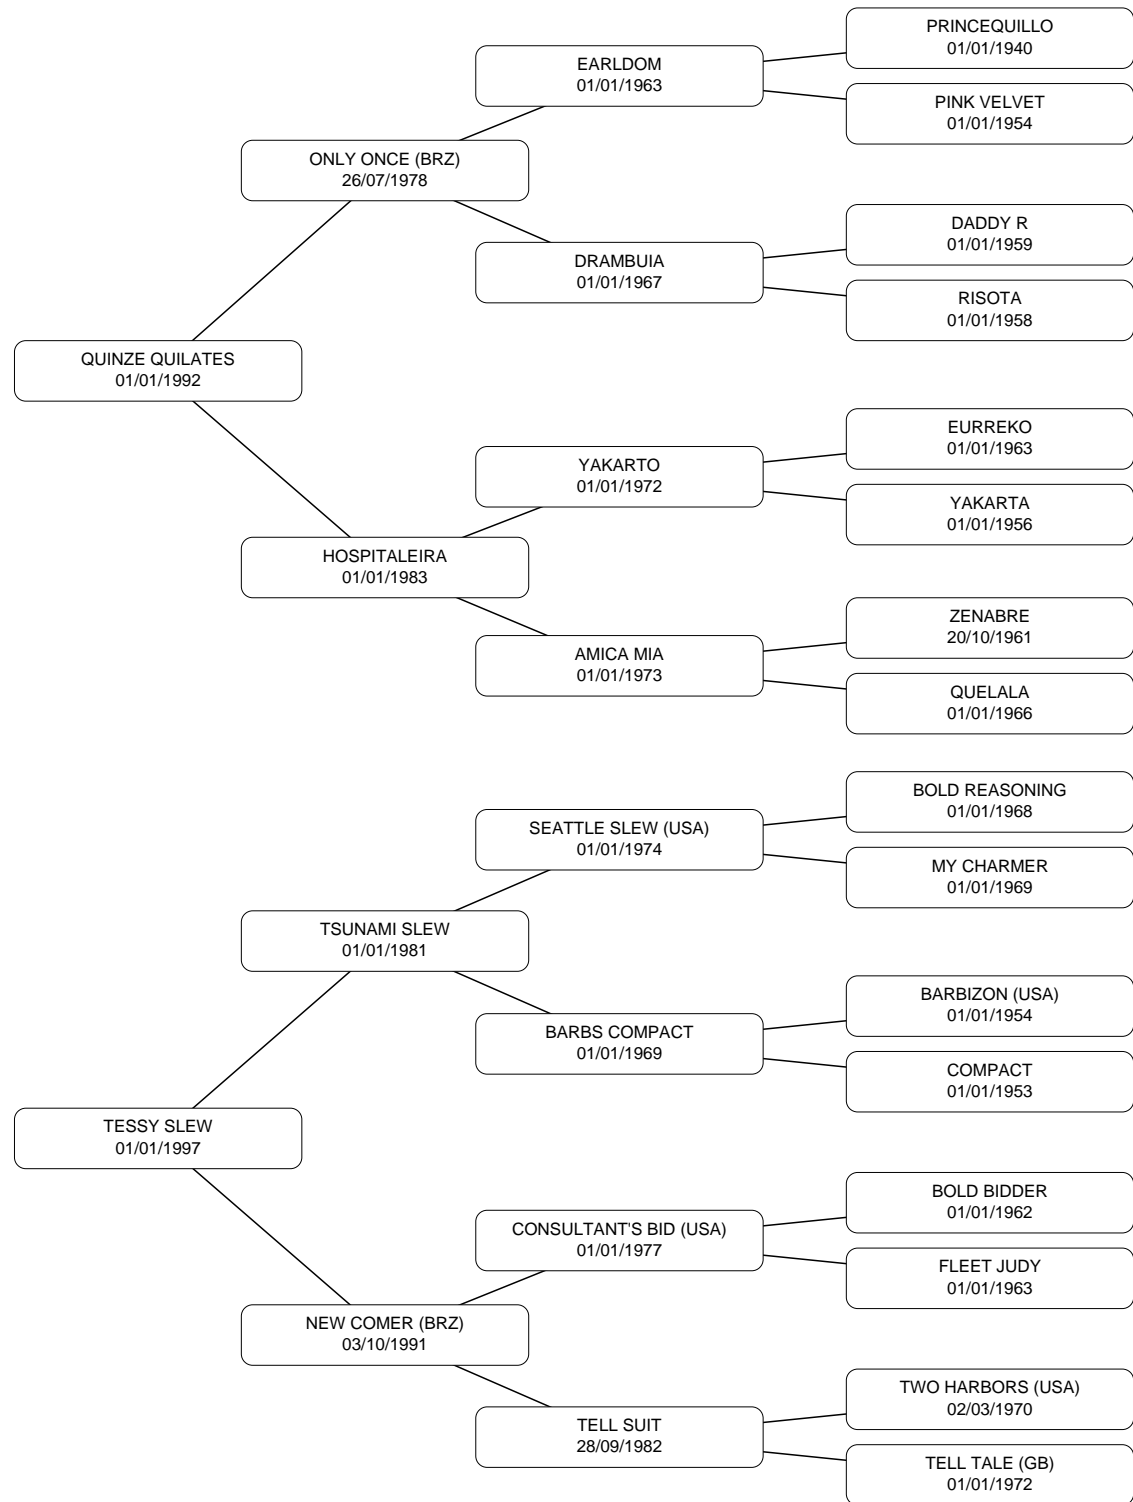 PRINCEQUILLO
01/01/1940
EARLDOM
01/01/1963
PINK VELVET
01/01/1954
ONLY ONCE (BRZ)
26/07/1978
DADDY R
01/01/1959
DRAMBUIA
01/01/1967
RISOTA
01/01/1958
QUINZE QUILATES
01/01/1992
EURREKO
01/01/1963
YAKARTO
01/01/1972
YAKARTA
01/01/1956
HOSPITALEIRA
01/01/1983
ZENABRE
20/10/1961
AMICA MIA
01/01/1973
QUELALA
01/01/1966
BOLD REASONING
01/01/1968
SEATTLE SLEW (USA)
01/01/1974
MY CHARMER
01/01/1969
TSUNAMI SLEW
01/01/1981
BARBIZON (USA)
01/01/1954
BARBS COMPACT
01/01/1969
COMPACT
01/01/1953
TESSY SLEW
01/01/1997
BOLD BIDDER
01/01/1962
CONSULTANT'S BID (USA)
01/01/1977
FLEET JUDY
01/01/1963
NEW COMER (BRZ)
03/10/1991
TWO HARBORS (USA)
02/03/1970
TELL SUIT
28/09/1982
TELL TALE (GB)
01/01/1972